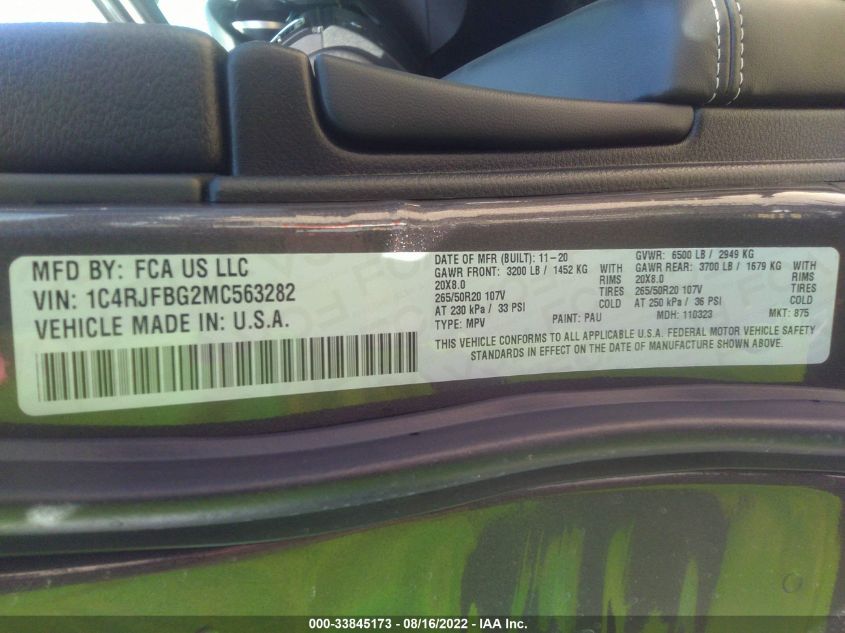 MFD BY: FCA US LLC
VIN: 1C4RJFBG2MC563282
VEHICLE MADE IN: U.S.A.
DATE OF MFR (BUILT): 11-20 GVWR: 6500 LB / 2949 KG
GAWR FRONT: 3200 LB / 1452 KG WITH GAWR REAR: 3700 LB / 1679 KG WITH
20X8.0 RIMS 20X8.0 RIMS
265/50R20 107V TIRES 265/50R20 107V TIRES
AT 230 kPa / 33 PSI COLD AT 250 kPa / 36 PSI COLD
TYPE: MPV PAINT: PAU MDH: 110323 MKT: 875
THIS VEHICLE CONFORMS TO ALL APPLICABLE U.S.A. FEDERAL MOTOR VEHICLE SAFETY
STANDARDS IN EFFECT ON THE DATE OF MANUFACTURE SHOWN ABOVE.
000-33845173 - 08/16/2022 - IAA Inc.